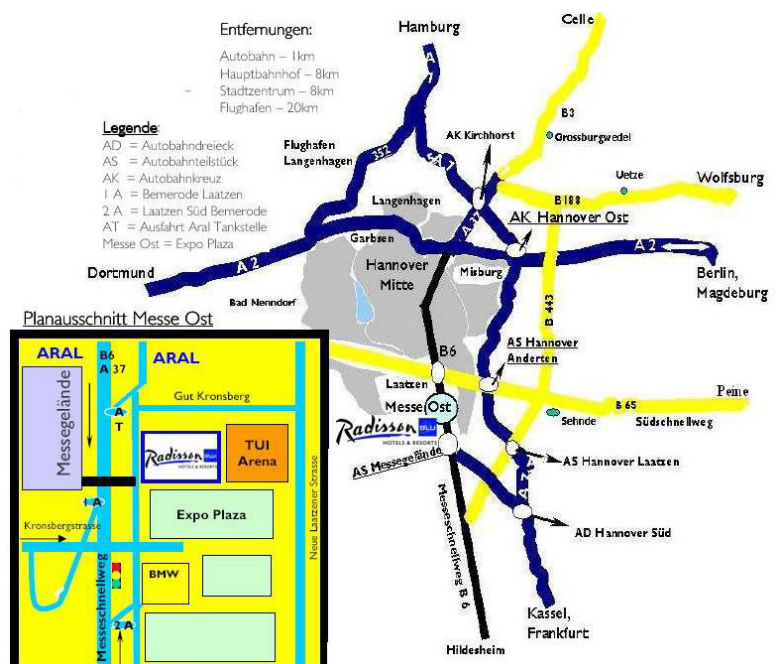 Entfernungen:
Autobahn – 1km
Hauptbahnhof – 8km
Stadtzentrum – 8km
Flughafen – 20km
Legende:
AD = Autobahndreieck
AS = Autobahnteilstück
AK = Autobahnkreuz
1 A = Bemerode Laatzen
2 A = Laatzen Süd Bemerode
AT = Ausfahrt Aral Tankstelle
Messe Ost = Expo Plaza
Hamburg
Celle
A 7
B3
Grossburgwedel
Flughafen
Langenhagen
352
A 7
AK Kirchhorst
Uetze
Wolfsburg
B 188
Langenhagen
A 37
AK Hannover Ost
Garbsen
A 2
Dortmund
A 2
Hannover
Mitte
Misburg
Berlin,
Magdeburg
Bad Nenndorf
B 443
AS Hannover
Anderten
B6
Laatzen
Peine
B 65
Südschnellweg
Sehnde
Messe Ost
Radisson
BLU
HOTELS & RESORTS
AS Messegelände
AS Hannover Laatzen
A 7
AD Hannover Süd
Messeschnellweg B 6
Kassel,
Frankfurt
Hildesheim
Planausschnitt Messe Ost
ARAL
B6
A 37
ARAL
Messegelände
A
T
Gut Kronsberg
Radisson
BLU
HOTELS & RESORTS
TUI
Arena
Neue Laatzener Strasse
1 A
Expo Plaza
Kronsbergstrasse
Messeschnellweg
BMW
2 A